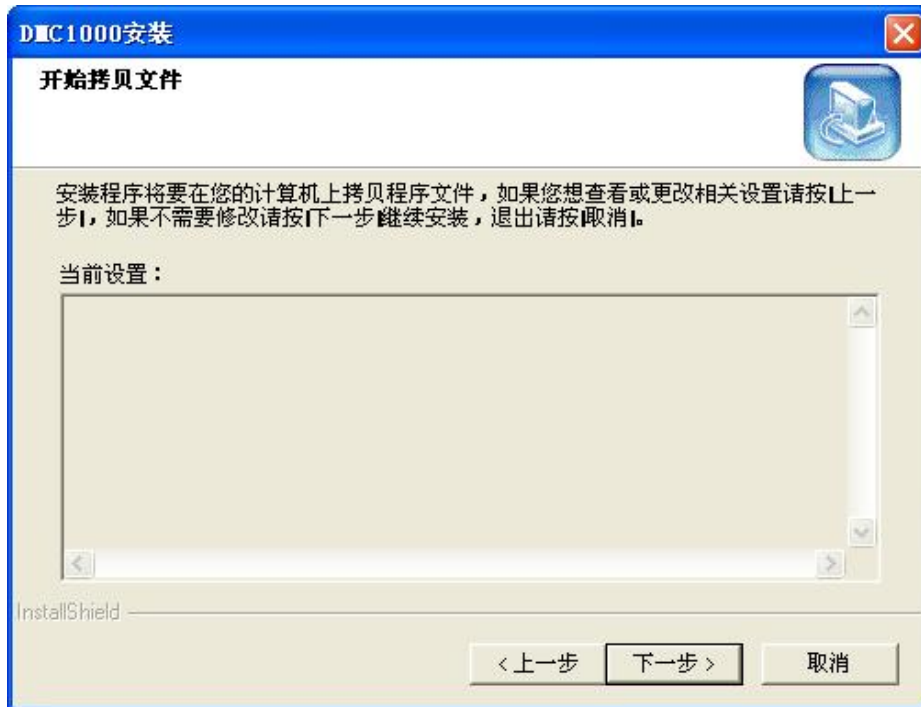 DMC1000安装
开始拷贝文件
安装程序将要在您的计算机上拷贝程序文件，如果您想查看或更改相关设置请按|上一
步|，如果不需要修改请按|下一步|继续安装，退出请按|取消|。
当前设置：
InstallShield
<上一步 下一步> 取消